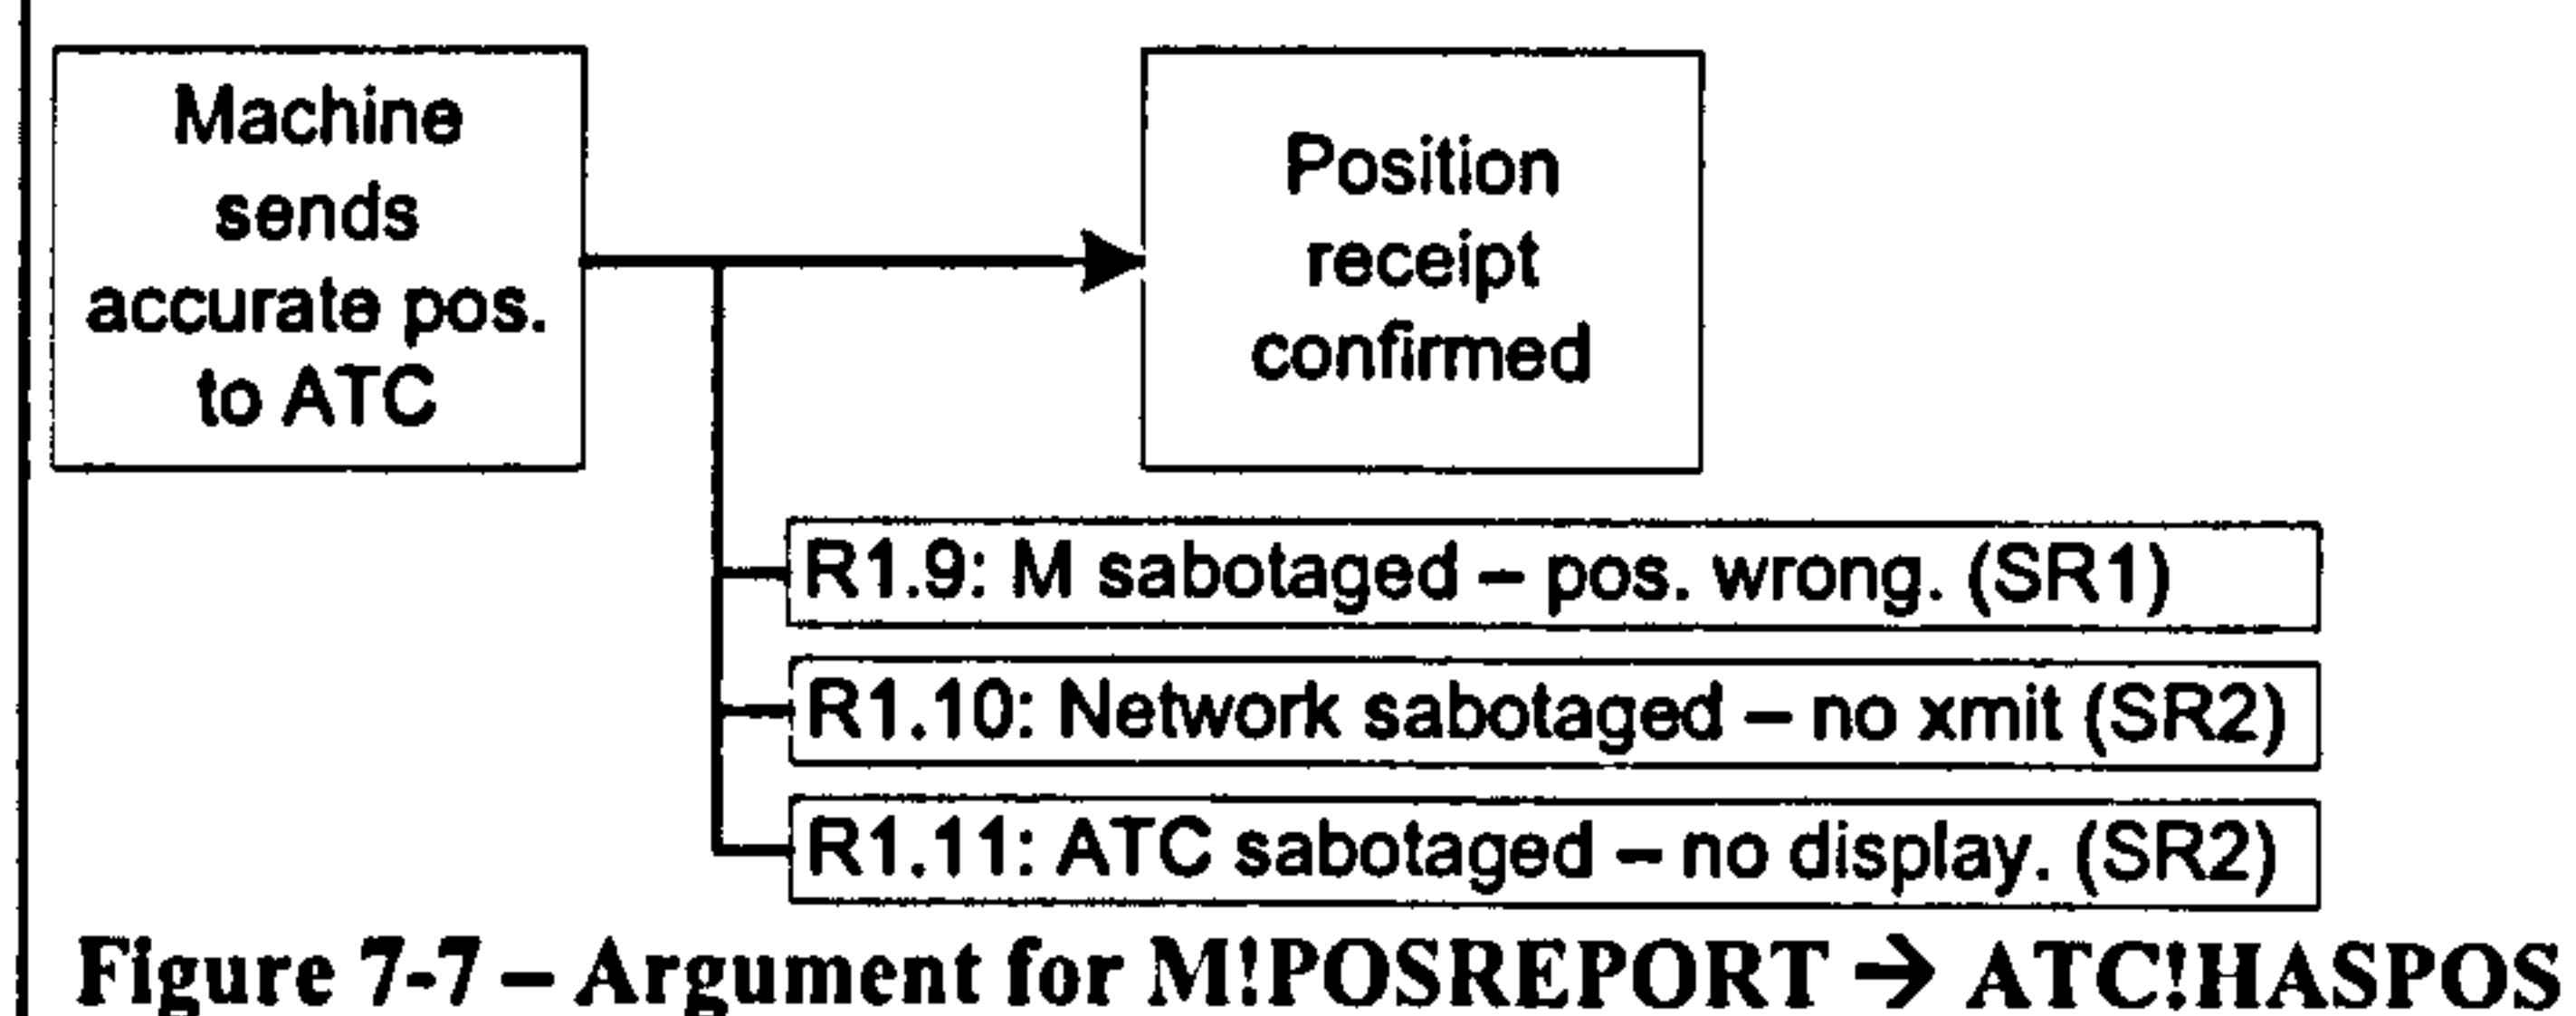 Machine
sends
accurate pos.
to ATC
Position
receipt
confirmed
R1.9: M sabotaged – pos. wrong. (SR1)
R1.10: Network sabotaged – no xmit (SR2)
R1.11: ATC sabotaged – no display. (SR2)
Figure 7-7 – Argument for M!POSREPORT → ATC!HASPOS